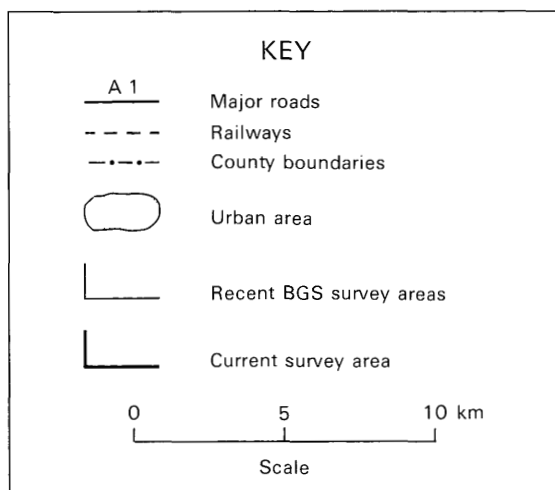 KEY
A 1
Major roads
Railways
County boundaries
Urban area
Recent BGS survey areas
Current survey area
0 5 10 km
Scale